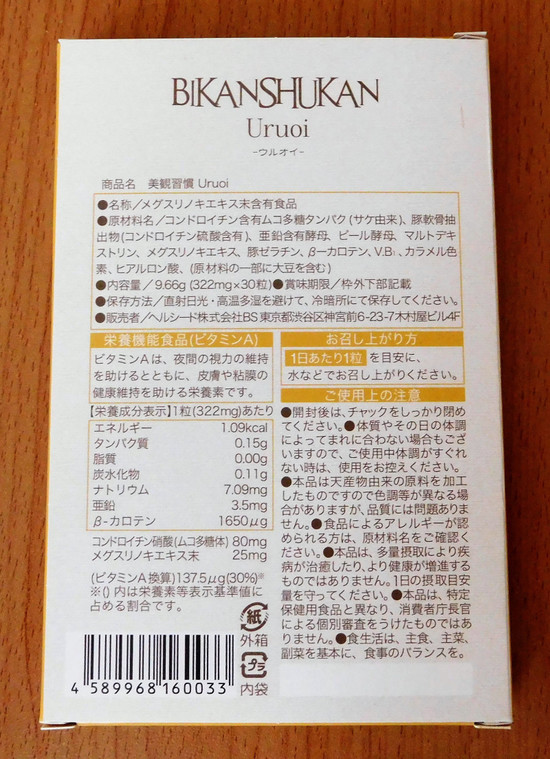 BIKANSHUKAN
Uruoi
-ウルオイ-
商品名 美観習慣 Uruoi
●名称/メグスリノキエキス末含有食品
●原材料名/コンドロイチン含有ムコ多糖タンパク(サケ由来)、豚軟骨抽
出物(コンドロイチン硫酸含有)、亜鉛含有酵母、ビール酵母、マルトデキ
ストリン、メグスリノキエキス、豚ゼラチン、β-カロテン、V.B₁、カラメル色
素、ヒアルロン酸、(原材料の一部に大豆を含む)
●内容量/9.66g (322mg×30粒)●賞味期限/枠外下部記載
●保存方法/直射日光・高温多湿を避けて、冷暗所にて保存してください。
●販売者/ヘルシード株式会社BS 東京都渋谷区神宮前6-23-7木村屋ビル4F
栄養機能食品(ビタミンA)
ビタミンAは、夜間の視力の維持
を助けるとともに、皮膚や粘膜の
健康維持を助ける栄養素です。
【栄養成分表示】1粒(322mg)あたり
エネルギー 1.09kcal
タンパク質 0.15g
脂質 0.00g
炭水化物 0.11g
ナトリウム 7.09mg
亜鉛 3.5mg
β-カロテン 1650μg
コンドロイチン硝酸(ムコ多糖体) 80mg
メグスリノキエキス末 25mg
(ビタミンA 換算)137.5μg(30%)※
※()内は栄養素等表示基準値に
占める割合です。
お召し上がり方
1日あたり1粒を目安に、
水などでお召し上がりください。
ご使用上の注意
●開封後は、チャックをしっかり閉め
てください。●体質やその日の体調
によってまれに合わない場合もござ
いますので、ご使用中体調がすぐれ
ない時は、使用をお控えください。
●本品は天産物由来の原料を加工
したものですので色調等が異なる場
合がありますが、品質には問題ありま
せん。●食品によるアレルギーが認
められる方は、原材料名をご確認く
ださい。●本品は、多量摂取により疾
病が治癒したり、より健康が増進する
ものではありません。1日の摂取目安
量を守ってください。●本品は、特定
保健用食品と異なり、消費者庁長官
による個別審査をうけたものではあ
りません。●食生活は、主食、主菜、
副菜を基本に、食事のバランスを。
紙
外箱
プラ
内袋
4 589968 160033